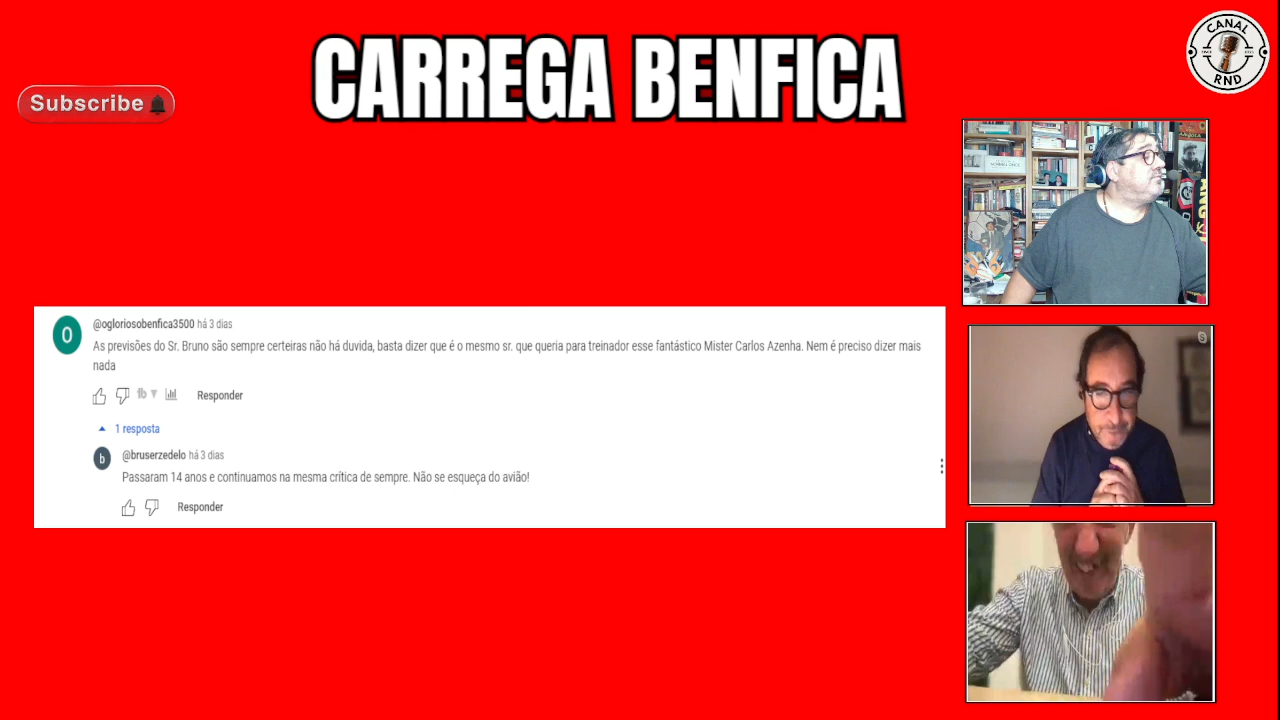 CARREGA BENFICA
CANAL
RND
Subscribe
@ogloriosobenfica3500 há 3 dias
O
As previsões do Sr. Bruno são sempre certeiras não há duvida, basta dizer que é o mesmo sr. que queria para treinador esse fantástico Mister Carlos Azenha. Nem é preciso dizer mais
nada
Responder
1 resposta
@bruserzedelo há 3 dias
b
Passaram 14 anos e continuamos na mesma crítica de sempre. Não se esqueça do avião!
Responder